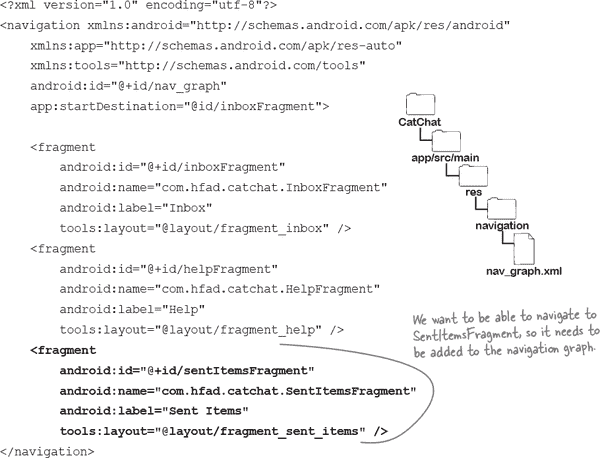 <?xml version="1.0" encoding="utf-8"?>
<navigation xmlns:android="http://schemas.android.com/apk/res/android"
    xmlns:app="http://schemas.android.com/apk/res-auto"
    xmlns:tools="http://schemas.android.com/tools"
    android:id="@+id/nav_graph"
    app:startDestination="@id/inboxFragment">
    <fragment
        android:id="@+id/inboxFragment"
        android:name="com.hfad.catchat.InboxFragment"
        android:label="Inbox"
        tools:layout="@layout/fragment_inbox" />
    <fragment
        android:id="@+id/helpFragment"
        android:name="com.hfad.catchat.HelpFragment"
        android:label="Help"
        tools:layout="@layout/fragment_help" />
    <fragment
        android:id="@+id/sentItemsFragment"
        android:name="com.hfad.catchat.SentItemsFragment"
        android:label="Sent Items"
        tools:layout="@layout/fragment_sent_items" />
</navigation>
CatChat
app/src/main
res
navigation
nav_graph.xml
We want to be able to navigate to
SentItemsFragment, so it needs to
be added to the navigation graph.